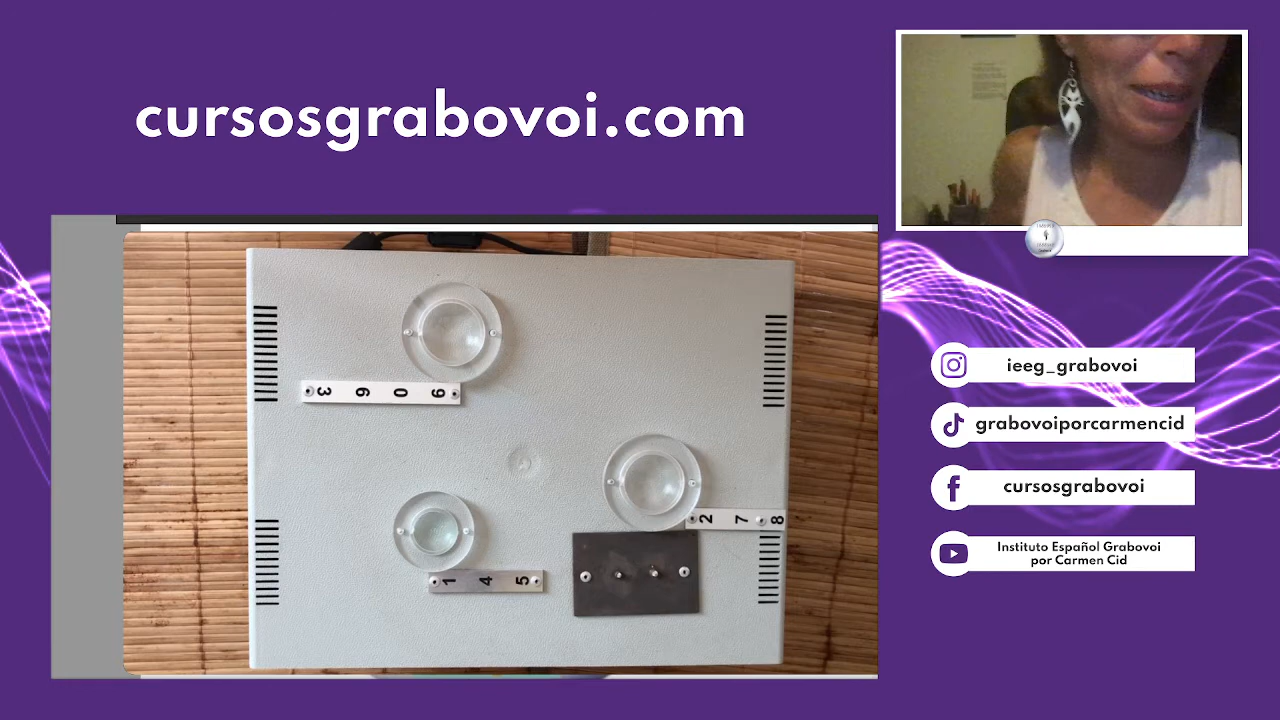 cursosgrabovoi.com
3 9 0 6
1 4 5
2 7 8
ieeg_grabovoi
grabovoiporcarmencid
cursosgrabovoi
Instituto Español Grabovoi
por Carmen Cid